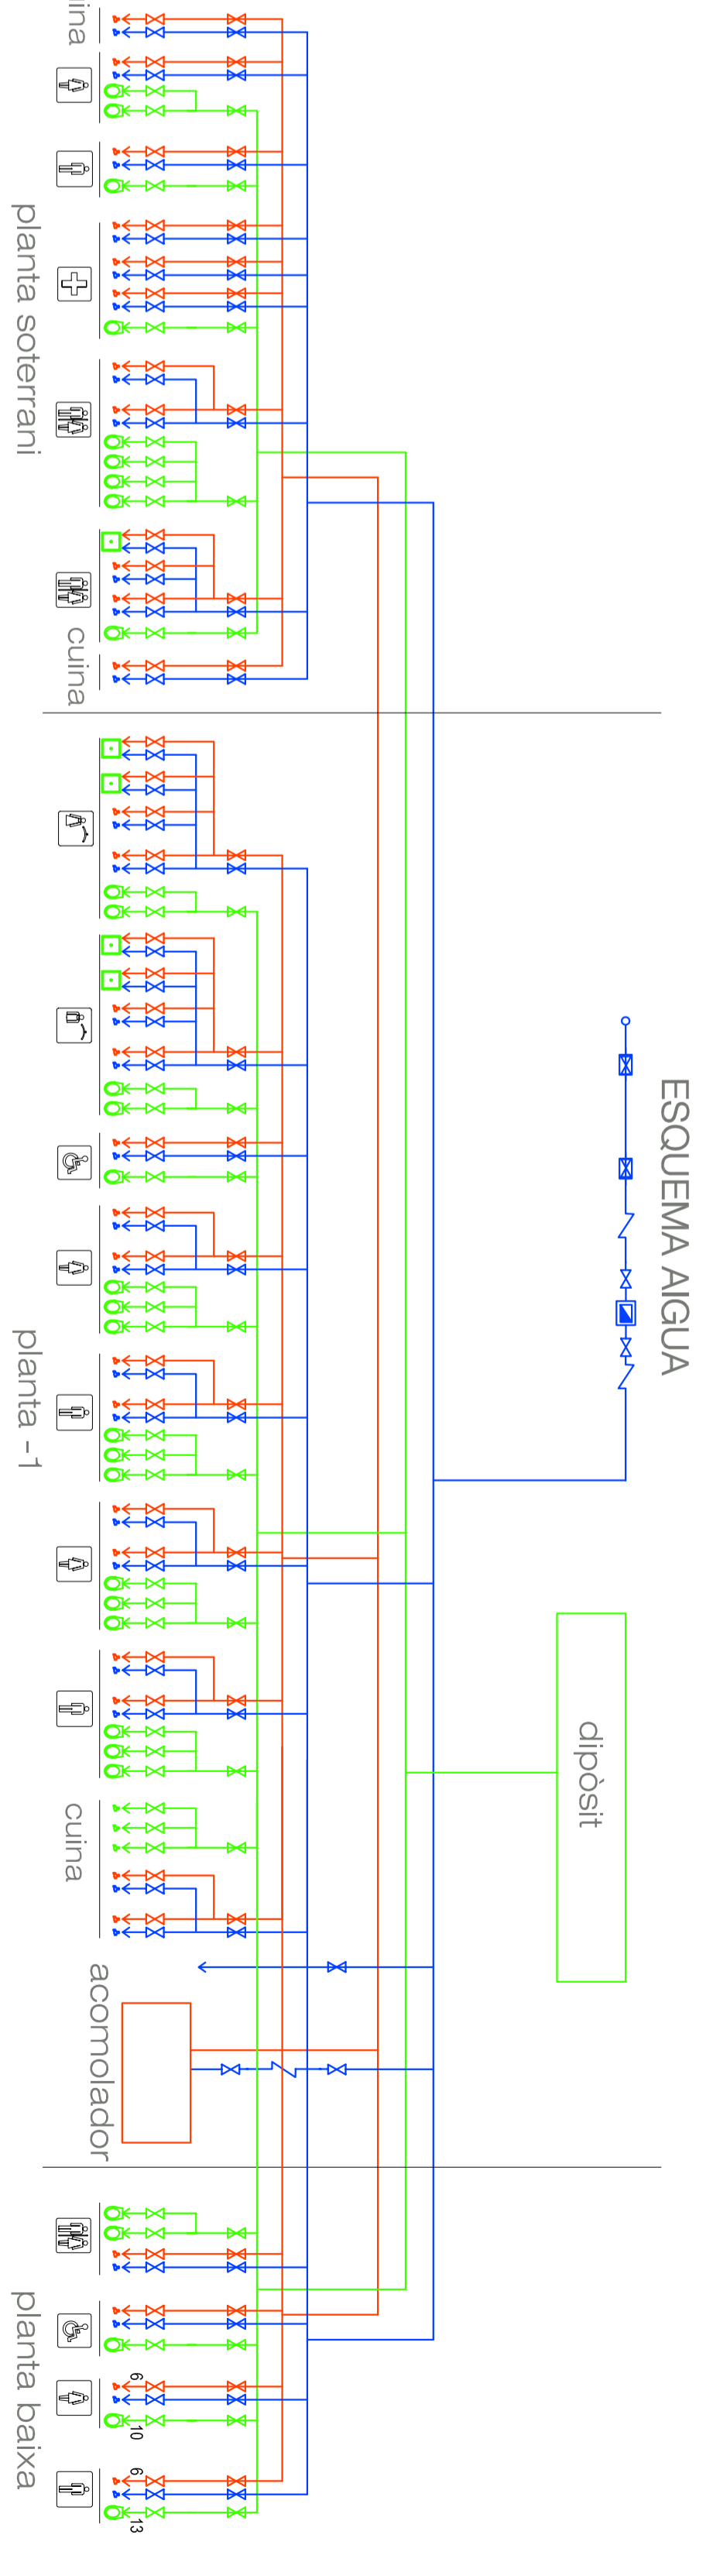 ESQUEMA AIGUA
dipòsit
ina
cuina
planta soterrani
cuina
acomolador
planta -1
6
10
6
13
planta baixa